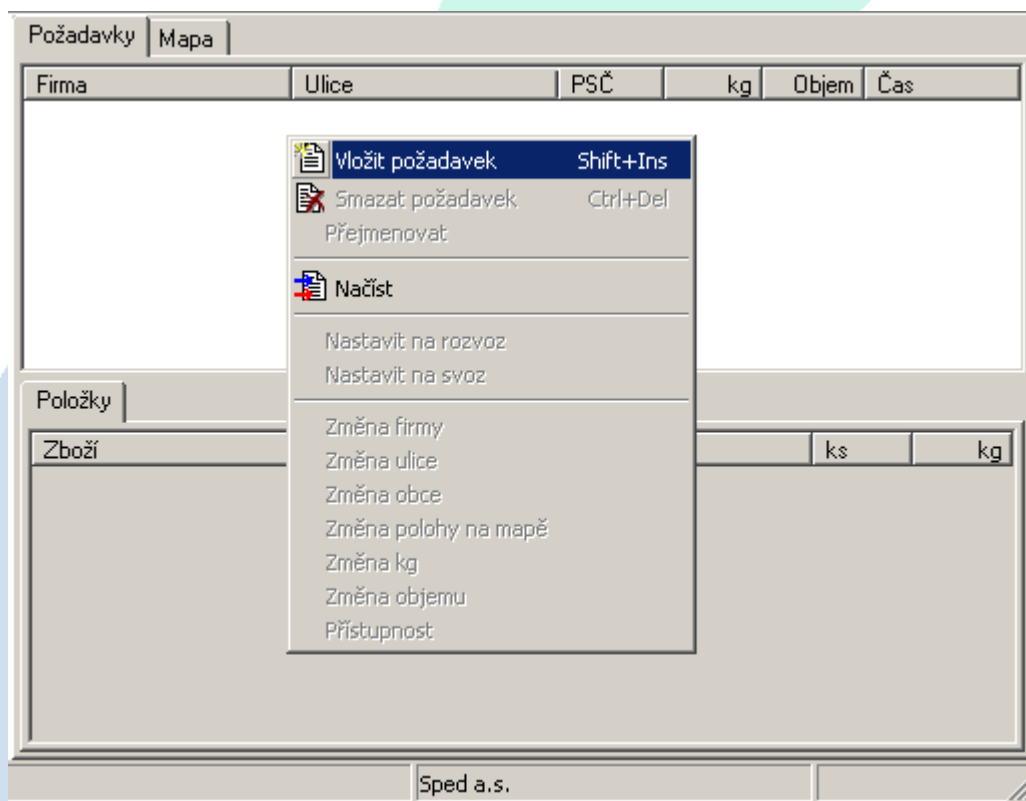 Požadavky Mapa
Firma Ulice PSČ kg Objem Čas
Vložit požadavek Shift+Ins
Smazat požadavek Ctrl+Del
Přejmenovat
Načíst
Nastavit na rozvoz
Nastavit na svoz
Položky
Změna firmy
Zboží ks kg
Změna ulice
Změna obce
Změna polohy na mapě
Změna kg
Změna objemu
Přístupnost
Sped a.s.